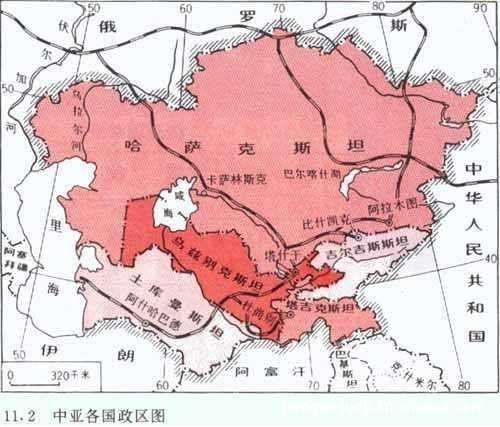 50
60
70
80
90
俄 罗 斯
伏
尔
加
河
50
乌拉尔河
哈 萨 克 斯 坦
50
卡萨林斯克
巴尔喀什湖
中华人民共和国
咸海
比什凯克
阿拉木图
里
海
乌兹别克斯坦
塔什干
吉尔吉斯斯坦
阿塞
拜疆
40
40
土库曼斯坦
阿什哈巴德
杜尚别
塔吉克斯坦
伊 朗
阿富汗
巴基斯坦
克什米尔
0 320千米
60
70
80
11.2 中亚各国政区图